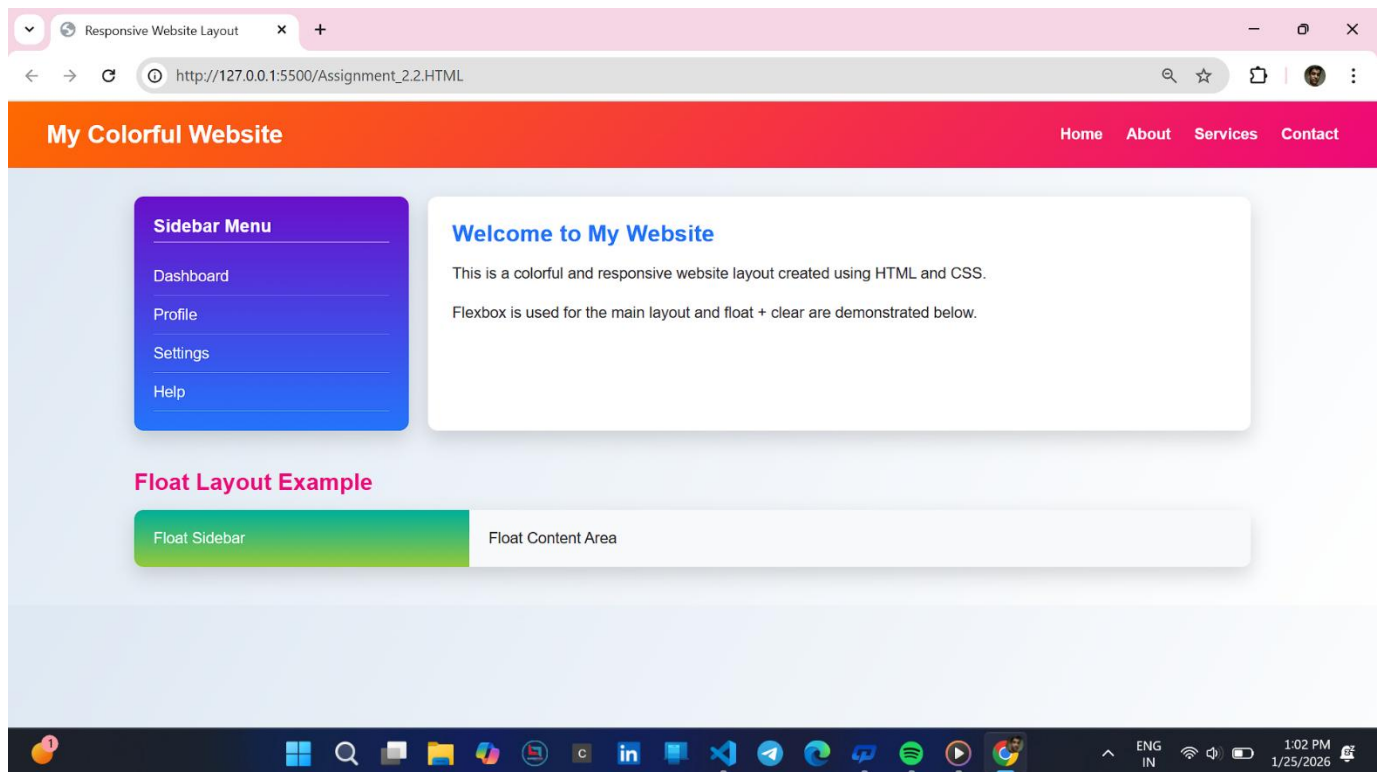 Responsive Website Layout
http://127.0.0.1:5500/Assignment_2.2.HTML
My Colorful Website
Home About Services Contact
Sidebar Menu
Dashboard
Profile
Settings
Help
Welcome to My Website
This is a colorful and responsive website layout created using HTML and CSS.
Flexbox is used for the main layout and float + clear are demonstrated below.
Float Layout Example
Float Sidebar
Float Content Area
1
C
in
ENG
IN
1:02 PM
1/25/2026